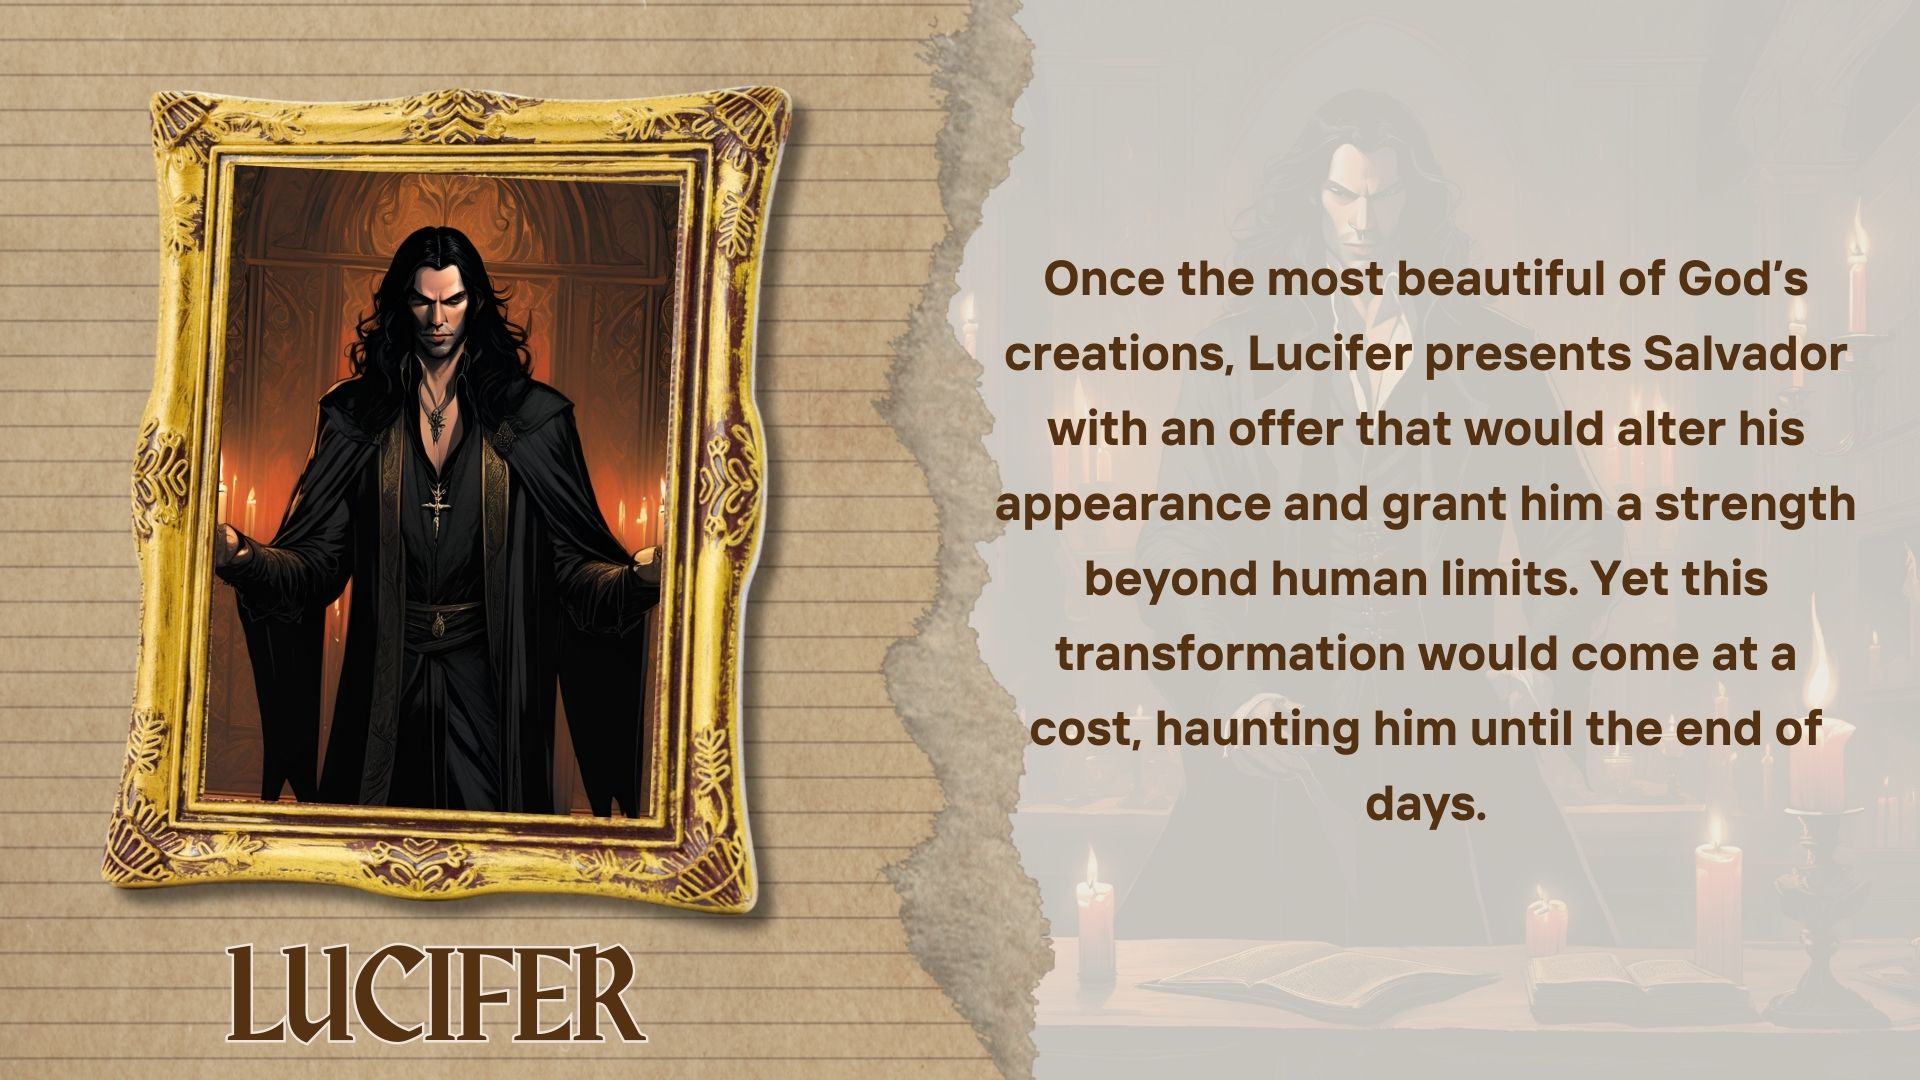 Once the most beautiful of God’s
creations, Lucifer presents Salvador
with an offer that would alter his
appearance and grant him a strength
beyond human limits. Yet this
transformation would come at a
cost, haunting him until the end of
days.
LUCIFER